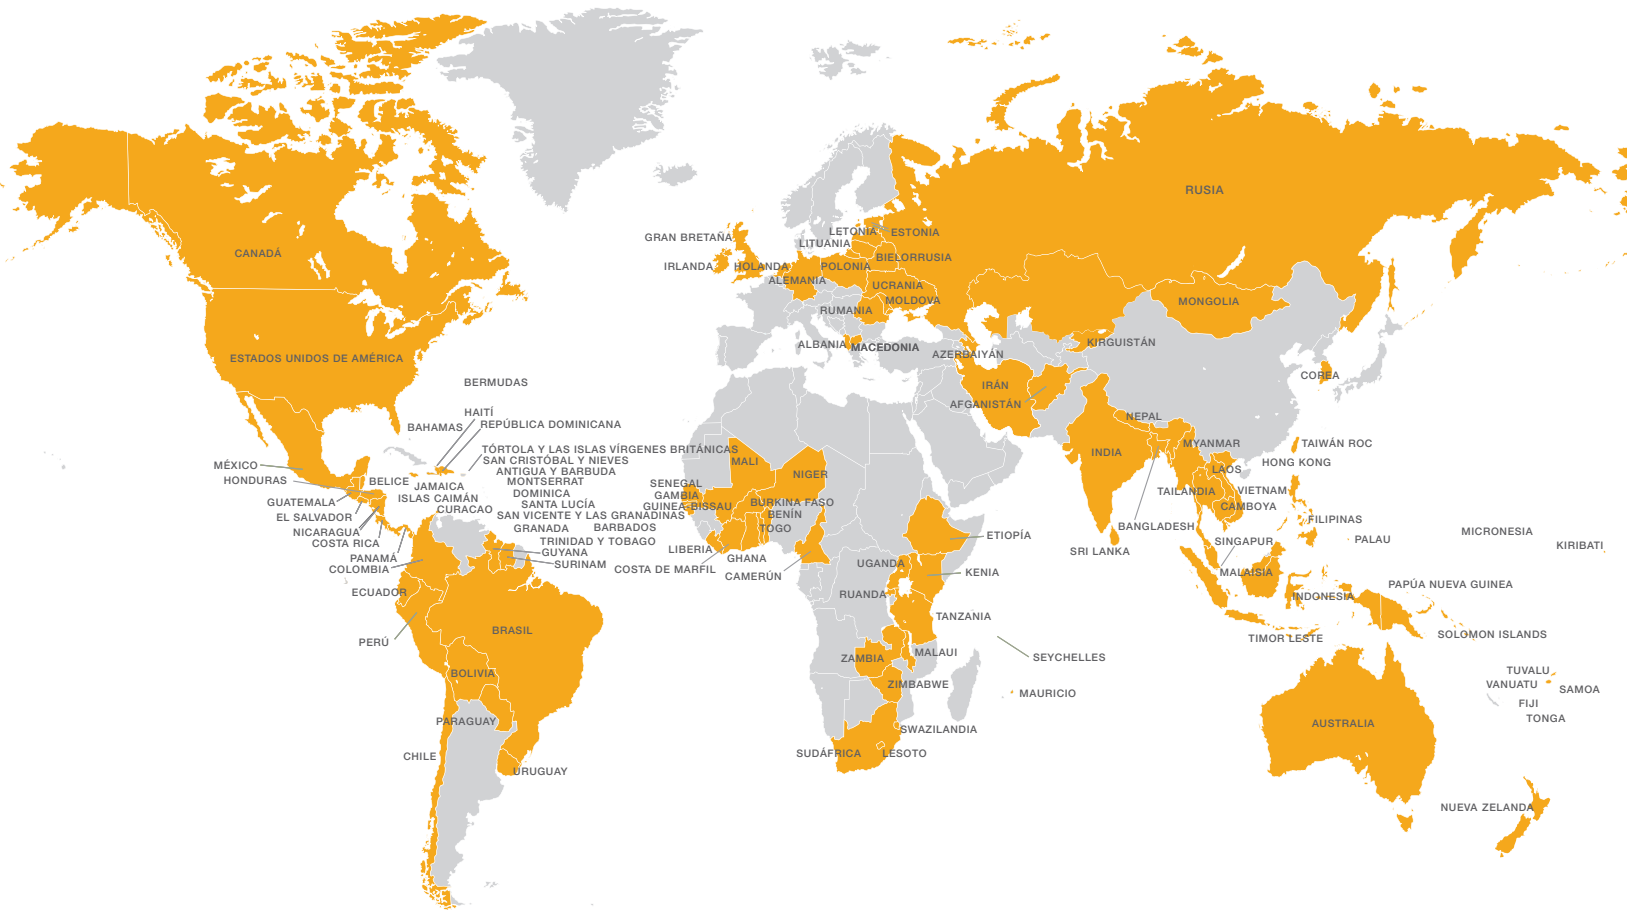 RUSIA
CANADÁ
GRAN BRETAÑA
LETONIA
ESTONIA
LITUANIA
BIELORRUSIA
IRLANDA
HOLANDA
POLONIA
ALEMANIA
UCRANIA
MOLDOVA
RUMANIA
MONGOLIA
ESTADOS UNIDOS DE AMÉRICA
ALBANIA
MACEDONIA
AZERBAIYÁN
KIRGUISTÁN
COREA
IRÁN
AFGANISTÁN
BERMUDAS
HAITÍ
BAHAMAS
REPÚBLICA DOMINICANA
NEPAL
MYANMAR
TAIWÁN ROC
INDIA
HONG KONG
LAOS
MÉXICO
HONDURAS
BELICE
JAMAICA
TÓRTOLA Y LAS ISLAS VÍRGENES BRITÁNICAS
SAN CRISTÓBAL Y NIEVES
ANTIGUA Y BARBUDA
MONTSERRAT
DOMINICA
SANTA LUCÍA
SAN VICENTE Y LAS GRANADINAS
GRANADA
BARBADOS
TRINIDAD Y TOBAGO
GUYANA
SURINAM
ISLAS CAIMÁN
CURACAO
GUATEMALA
EL SALVADOR
NICARAGUA
COSTA RICA
PANAMÁ
COLOMBIA
ECUADOR
PERÚ
BRASIL
BOLIVIA
PARAGUAY
CHILE
URUGUAY
MALI
NIGER
SENEGAL
GAMBIA
GUINEA-BISSAU
BURKINA FASO
BENÍN
TOGO
LIBERIA
COSTA DE MARFIL
GHANA
CAMERÚN
ETIOPÍA
UGANDA
KENIA
RUANDA
TANZANIA
ZAMBIA
MALAUI
ZIMBABWE
SWAZILANDIA
SUDÁFRICA
LESOTO
SEYCHELLES
MAURICIO
TAILANDIA
VIETNAM
CAMBOYA
BANGLADESH
SRI LANKA
FILIPINAS
SINGAPUR
PALAU
MICRONESIA
KIRIBATI
MALAISIA
INDONESIA
PAPÚA NUEVA GUINEA
TIMOR LESTE
SOLOMON ISLANDS
TUVALU
VANUATU
SAMOA
FIJI
TONGA
AUSTRALIA
NUEVA ZELANDA